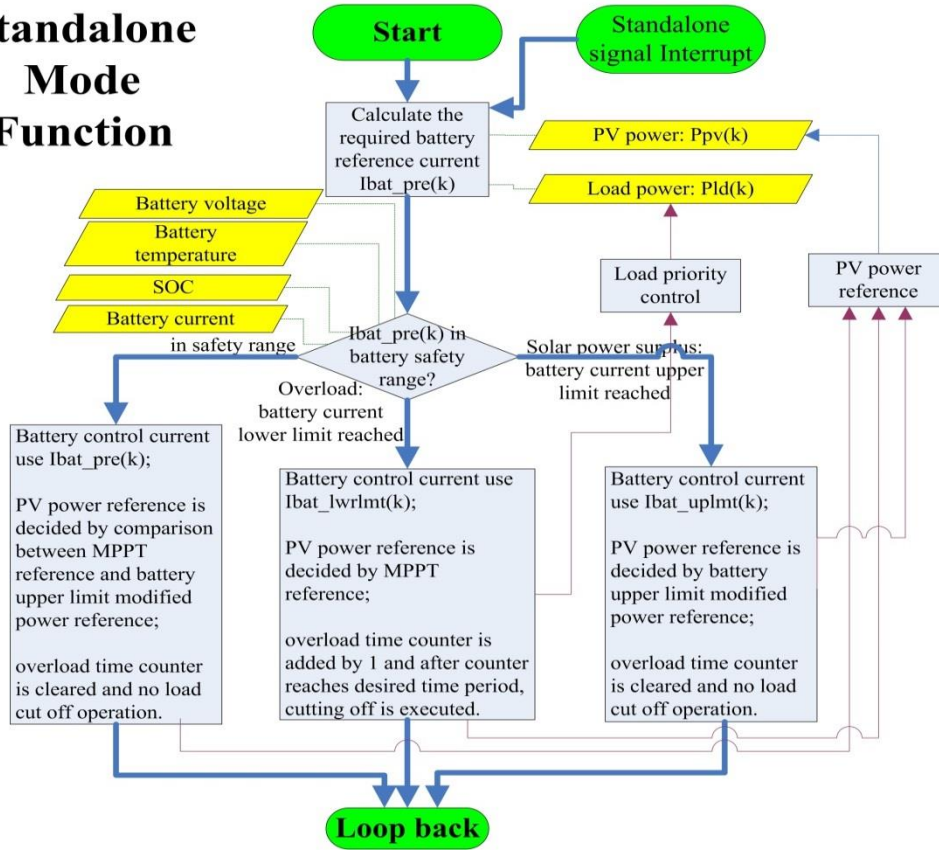 tandalone
Mode
Function
Start
Standalone
signal Interrupt
Calculate the
required battery
reference current
Ibat_pre(k)
PV power: Ppv(k)
Load power: Pld(k)
Battery voltage
Battery
temperature
SOC
Battery current
Load priority
control
PV power
reference
in safety range
Ibat_pre(k) in
battery safety
range?
Solar power surplus:
battery current upper
limit reached
Overload:
battery current
lower limit reached
Battery control current
use Ibat_pre(k);
PV power reference is
decided by comparison
between MPPT
reference and battery
upper limit modified
power reference;
overload time counter
is cleared and no load
cut off operation.
Battery control current use
Ibat_lwrlmt(k);
PV power reference is
decided by MPPT
reference;
overload time counter is
added by 1 and after counter
reaches desired time period,
cutting off is executed.
Battery control current
use Ibat_uplmt(k);
PV power reference is
decided by battery
upper limit modified
power reference;
overload time counter
is cleared and no load
cut off operation.
Loop back